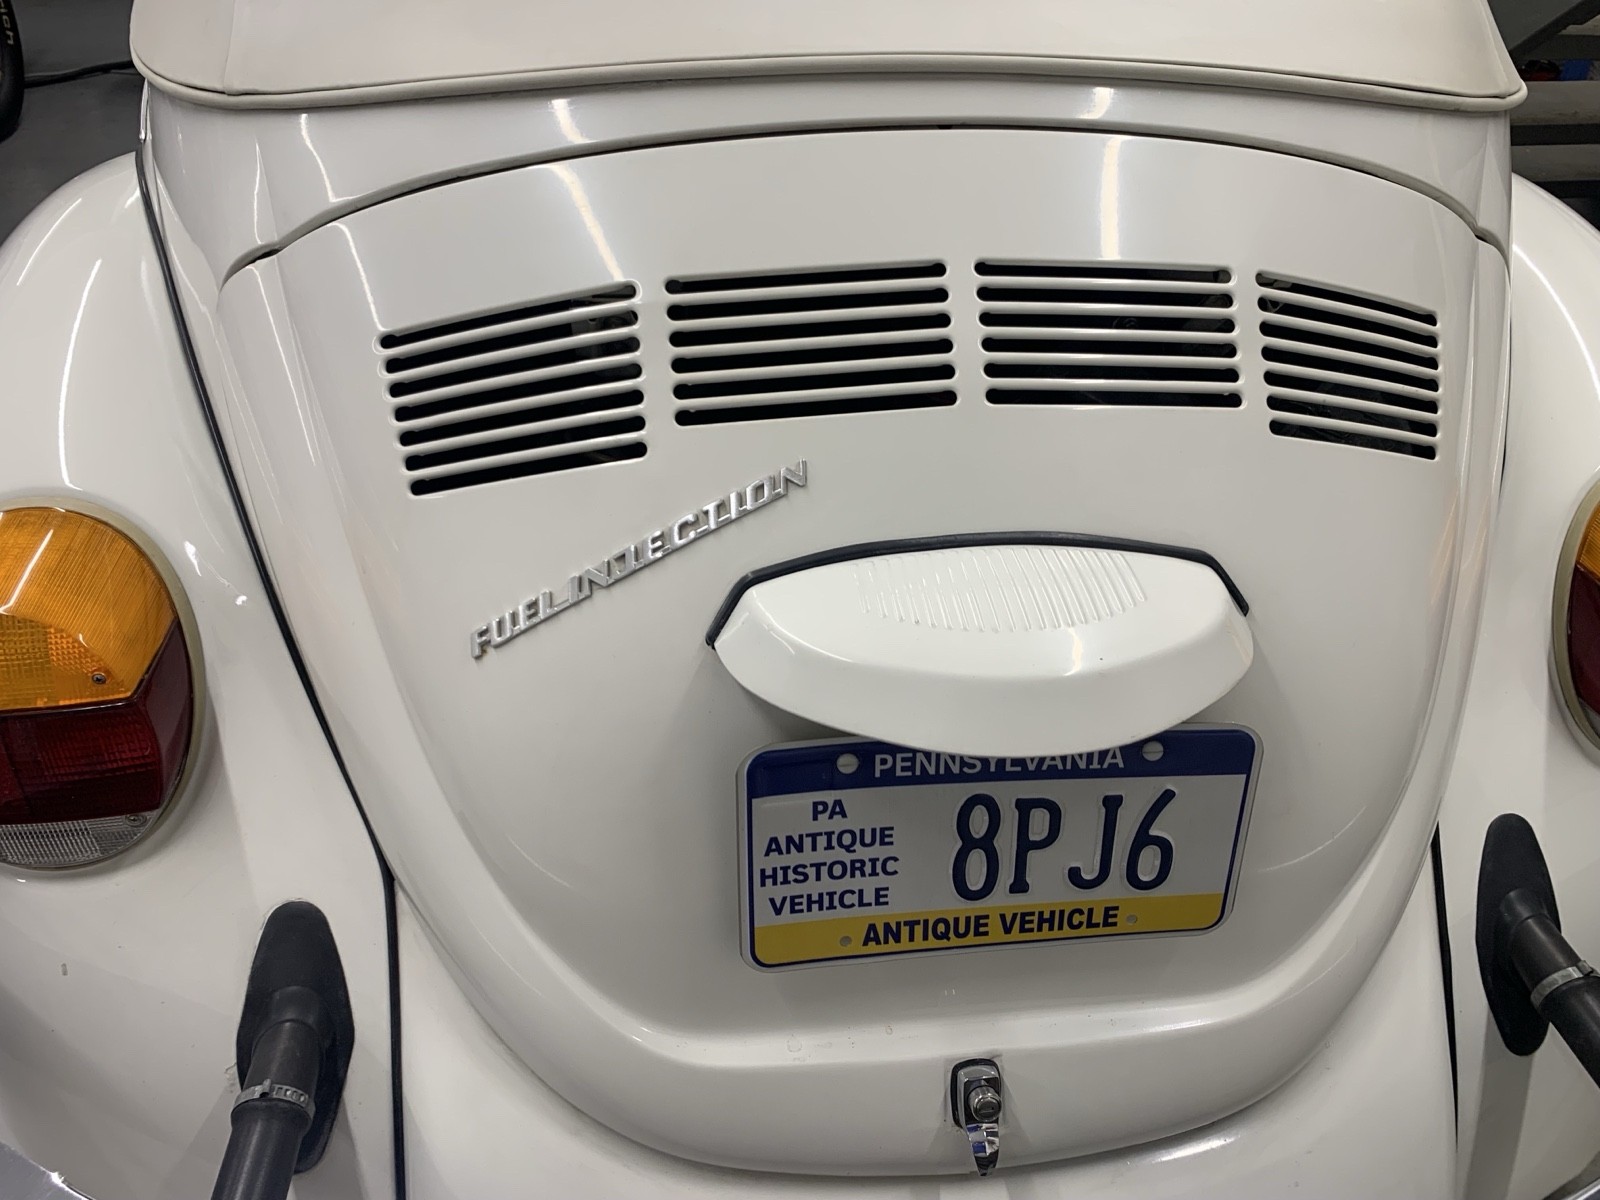 FUEL INJECTION
PENNSYLVANIA
PA
ANTIQUE
HISTORIC
VEHICLE
8PJ6
ANTIQUE VEHICLE